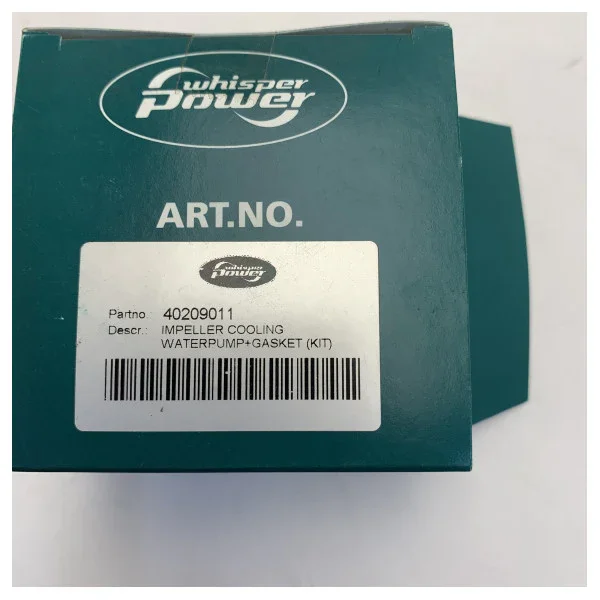 whisper
power
ART.NO.
whisper
power
Partno.: 40209011
Descr.: IMPELLER COOLING
WATERPUMP+GASKET (KIT)